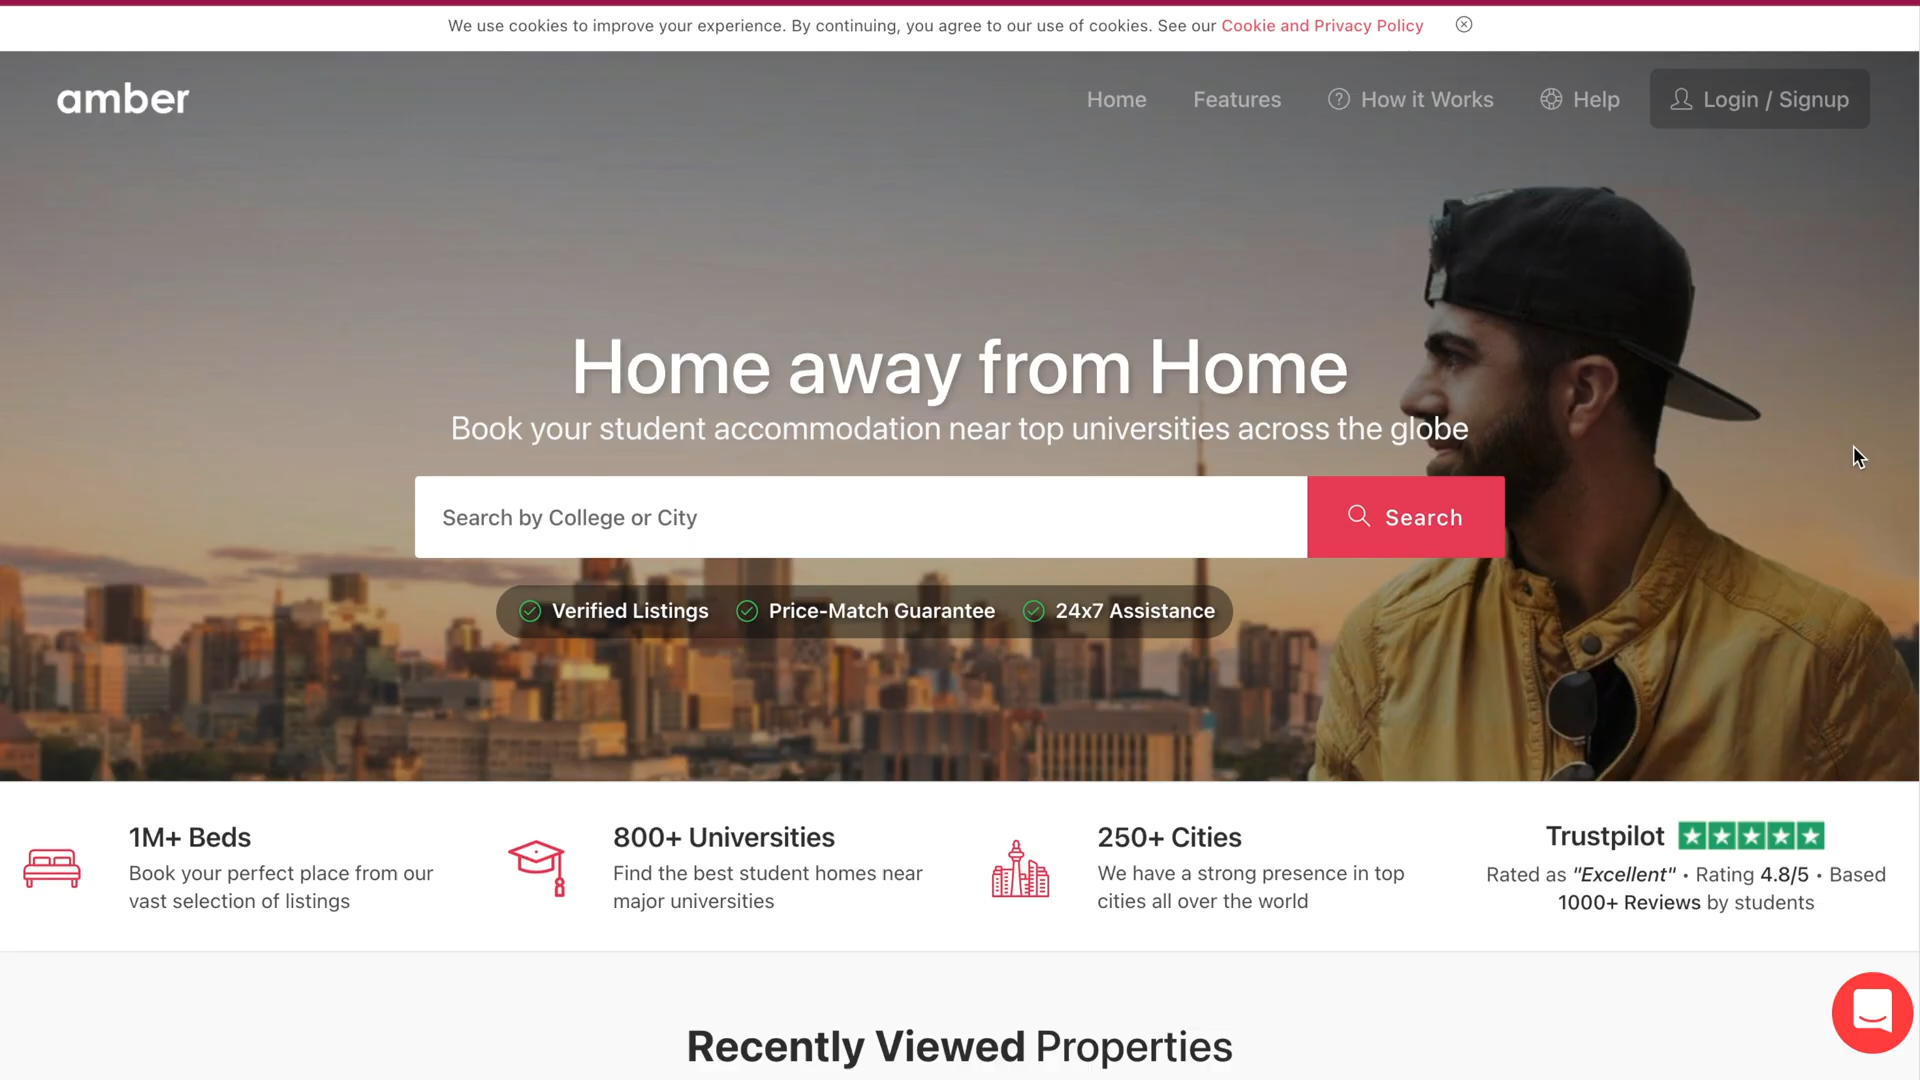 We use cookies to improve your experience. By continuing, you agree to our use of cookies. See our Cookie and Privacy Policy
amber
Home
Features
How it Works
Help
Login / Signup
Home away from Home
Book your student accommodation near top universities across the globe
Search by College or City
Search
Verified Listings
Price-Match Guarantee
24x7 Assistance
1M+ Beds
Book your perfect place from our
vast selection of listings
800+ Universities
Find the best student homes near
major universities
250+ Cities
We have a strong presence in top
cities all over the world
Trustpilot
Rated as "Excellent" • Rating 4.8/5 • Based
1000+ Reviews by students
Recently Viewed Properties